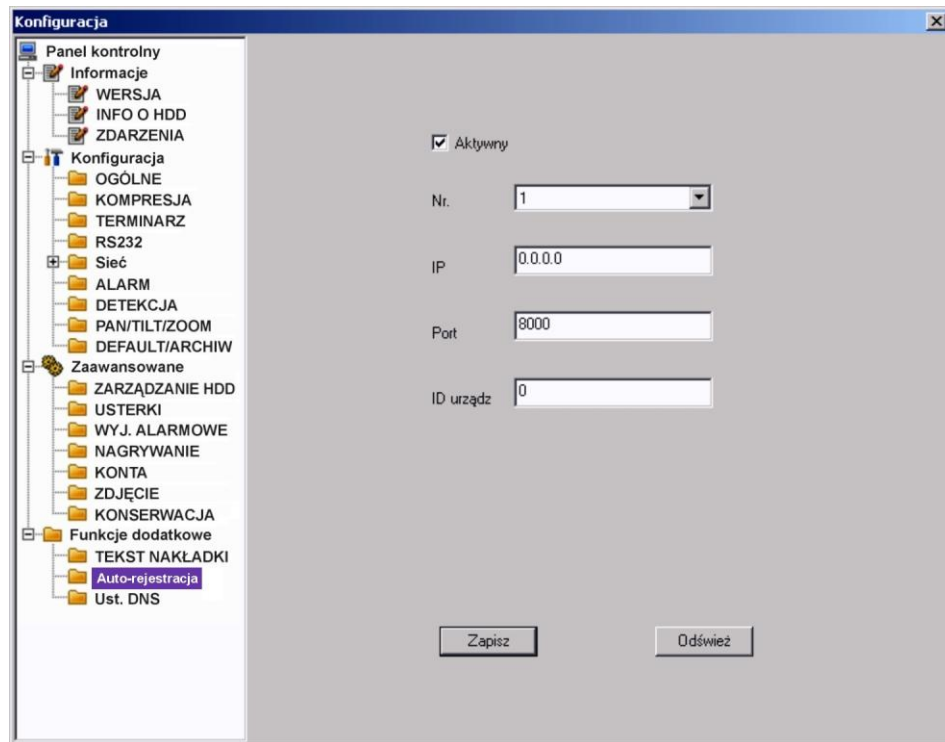 Konfiguracja
Panel kontrolny
Informacje
WERSJA
INFO O HDD
ZDARZENIA
Konfiguracja
OGÓLNE
KOMPRESJA
TERMINARZ
RS232
Sieć
ALARM
DETEKCJA
PAN/TILT/ZOOM
DEFAULT/ARCHIW
Zaawansowane
ZARZĄDZANIE HDD
USTERKI
WYJ. ALARMOWE
NAGRYWANIE
KONTA
ZDJĘCIE
KONSERWACJA
Funkcje dodatkowe
TEKST NAKŁADKI
Auto-rejestracja
Ust. DNS
Aktywny
Nr. 1
IP 0.0.0.0
Port 8000
ID urządz 0
Zapisz Odśwież